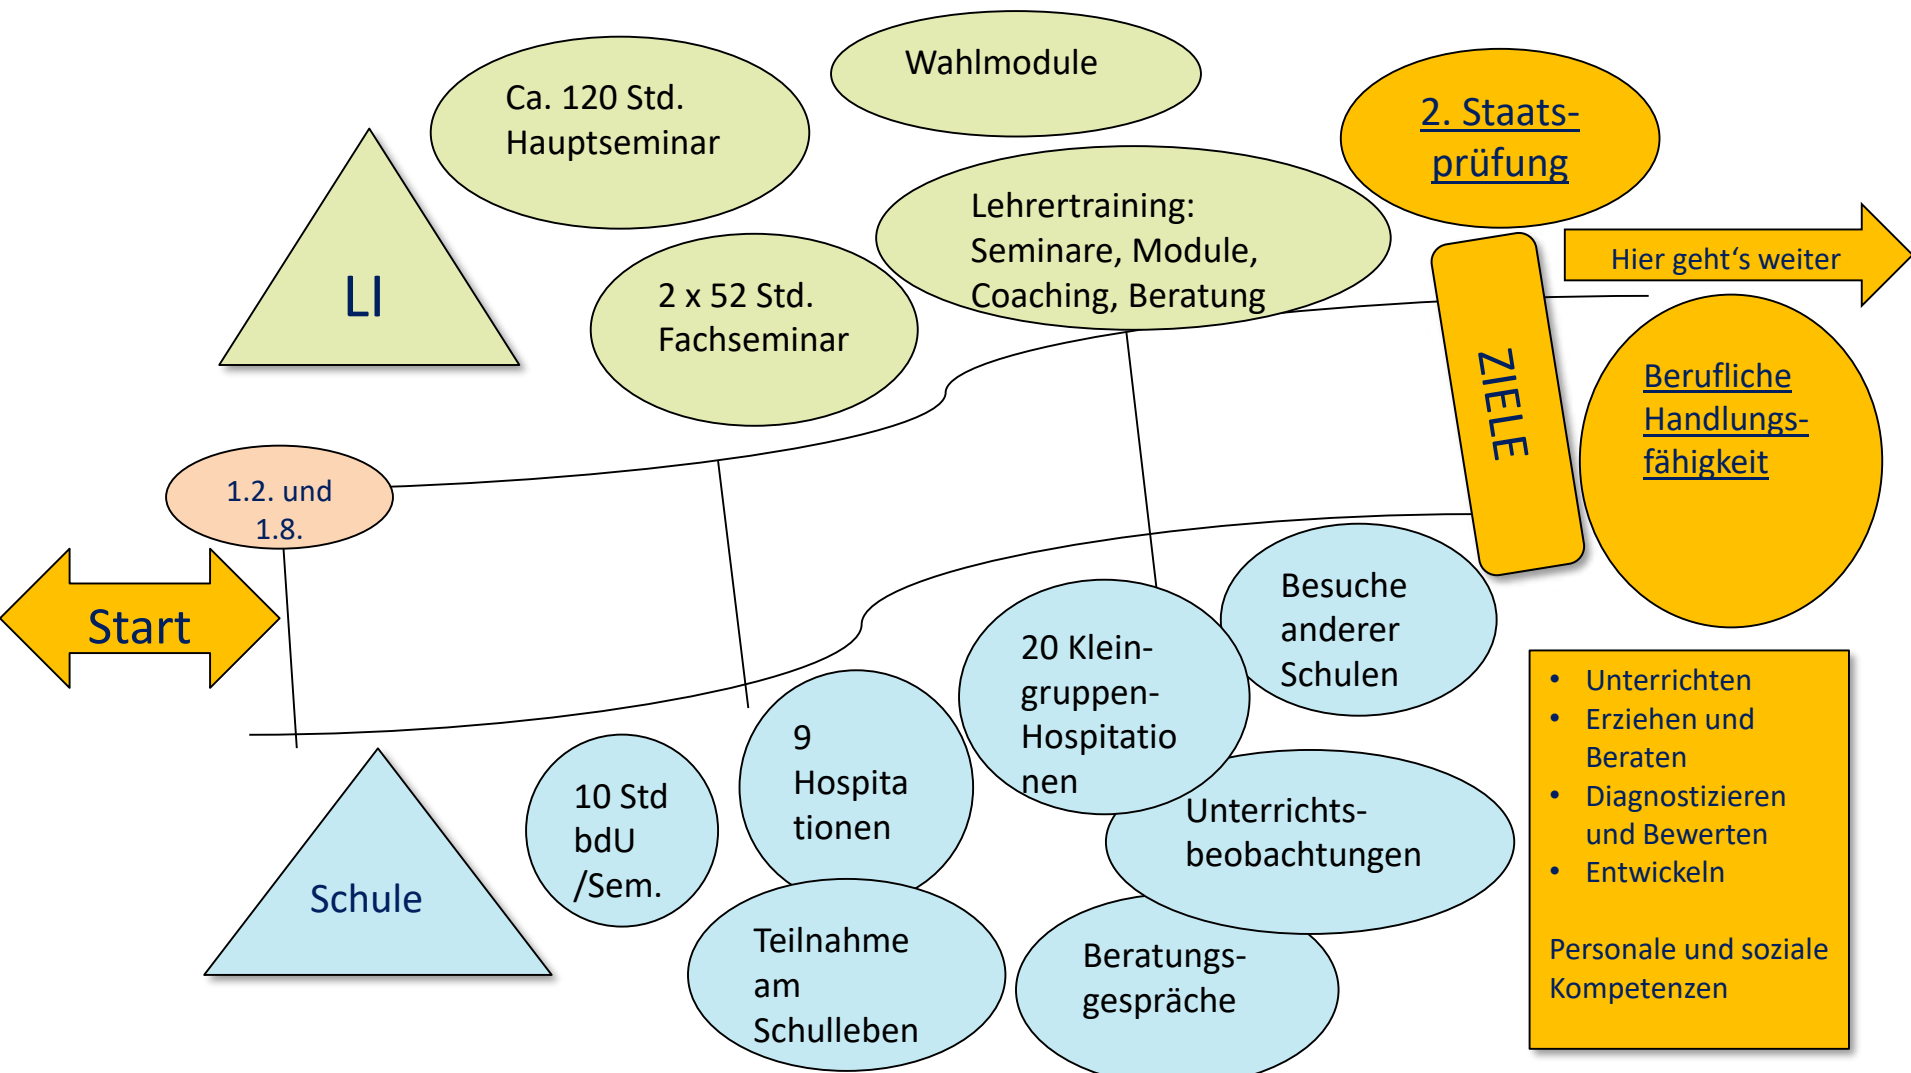 Wahlmodule
Ca. 120 Std.
Hauptseminar
2. Staats-
prüfung
Lehrertraining:
Seminare, Module,
Coaching, Beratung
Hier geht‘s weiter
LI
2 x 52 Std.
Fachseminar
ZIELE
Berufliche
Handlungs-
fähigkeit
1.2. und
1.8.
Start
Besuche
anderer
Schulen
20 Klein-
gruppen-
Hospitatio
nen
• Unterrichten
• Erziehen und
Beraten
• Diagnostizieren
und Bewerten
• Entwickeln
Personale und soziale
Kompetenzen
9
Hospita
tionen
10 Std
bdU
/Sem.
Unterrichts-
beobachtungen
Schule
Teilnahme
am
Schulleben
Beratungs-
gespräche